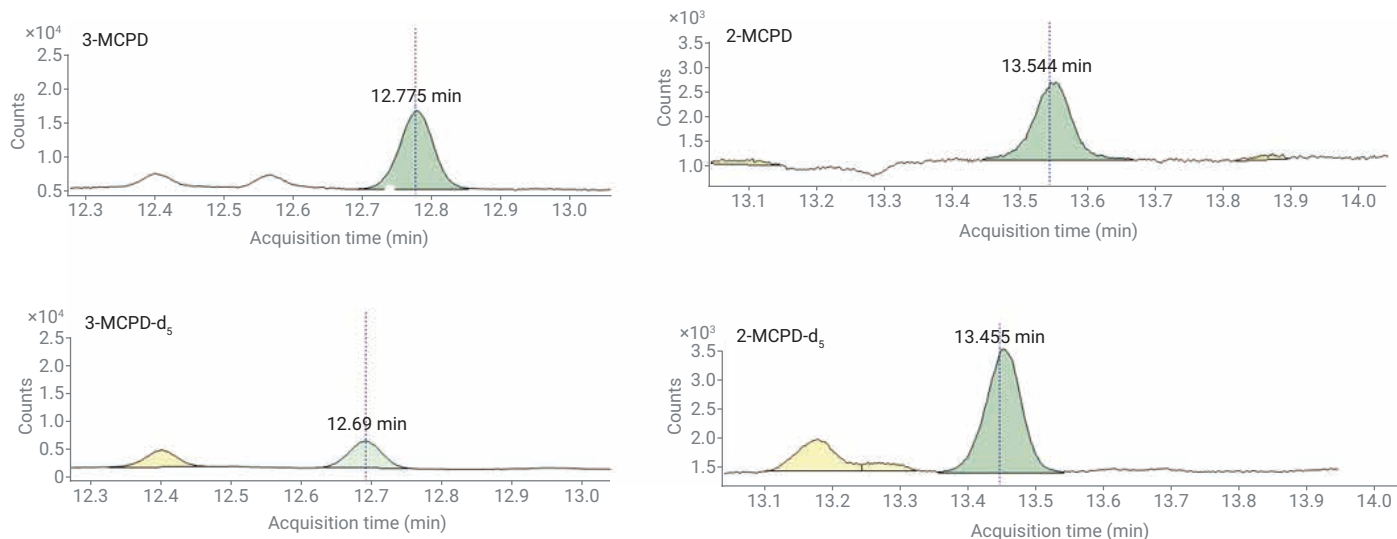 ×10⁴
3-MCPD
2.5
2.0
1.5
1.0
0.5
Counts
12.775 min
12.3 12.4 12.5 12.6 12.7 12.8 12.9 13.0
Acquisition time (min)
×10³
2-MCPD
3.5
3.0
2.5
2.0
1.5
1.0
Counts
13.544 min
13.1 13.2 13.3 13.4 13.5 13.6 13.7 13.8 13.9 14.0
Acquisition time (min)
×10⁴
3-MCPD-d₅
2.5
2.0
1.5
1.0
0.5
0
Counts
12.69 min
12.3 12.4 12.5 12.6 12.7 12.8 12.9 13.0
Acquisition time (min)
×10³
2-MCPD-d₅
3.5
3.0
2.5
2.0
1.5
Counts
13.455 min
13.1 13.2 13.3 13.4 13.5 13.6 13.7 13.8 13.9 14.0
Acquisition time (min)